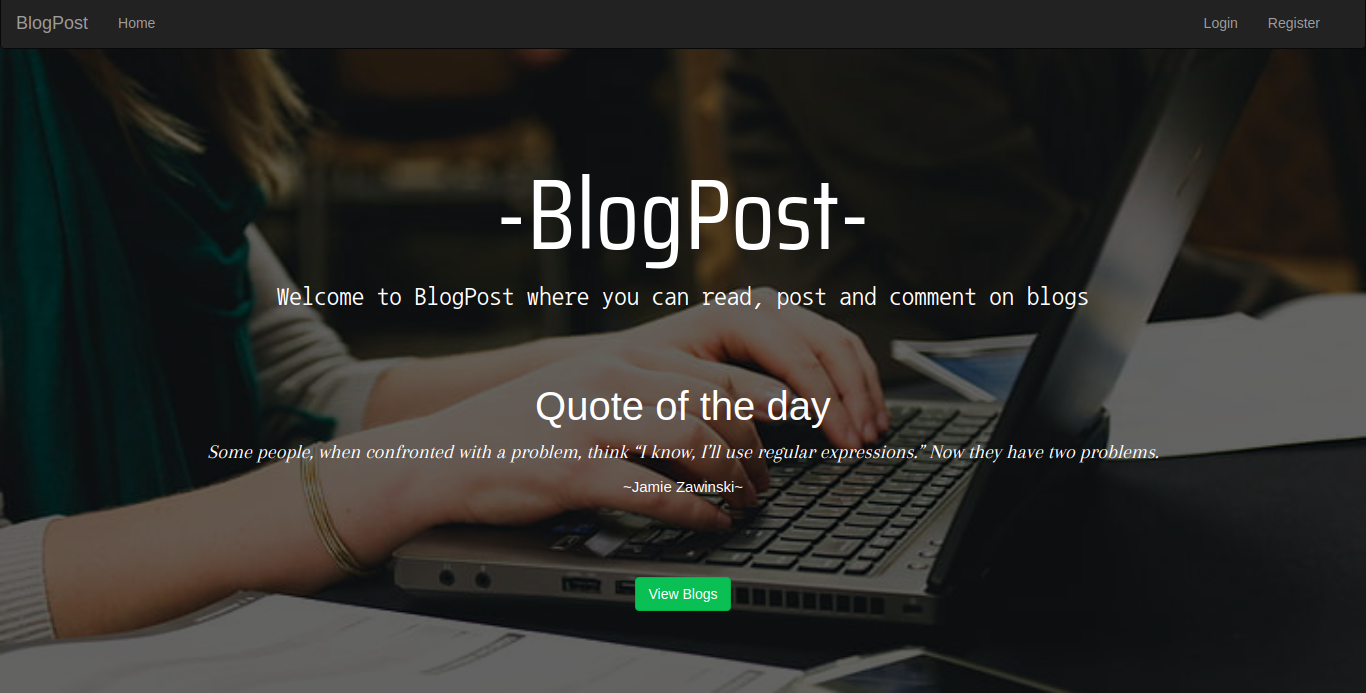 BlogPost Home Login Register
-BlogPost-
Welcome to BlogPost where you can read, post and comment on blogs
Quote of the day
Some people, when confronted with a problem, think “I know, I’ll use regular expressions.” Now they have two problems.
~Jamie Zawinski~
View Blogs